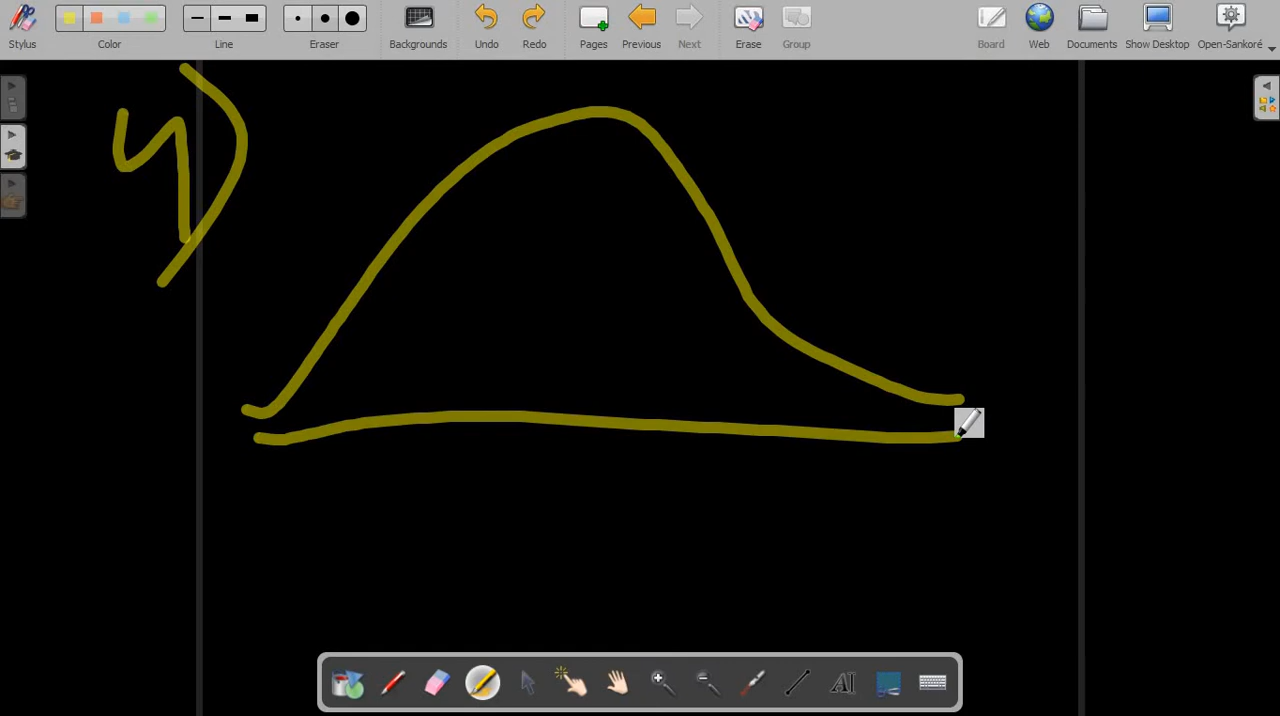 Stylus Color Line Eraser Backgrounds Undo Redo Pages Previous Next Erase Group Board Web Documents Show Desktop Open-Sankoré
4)
AI